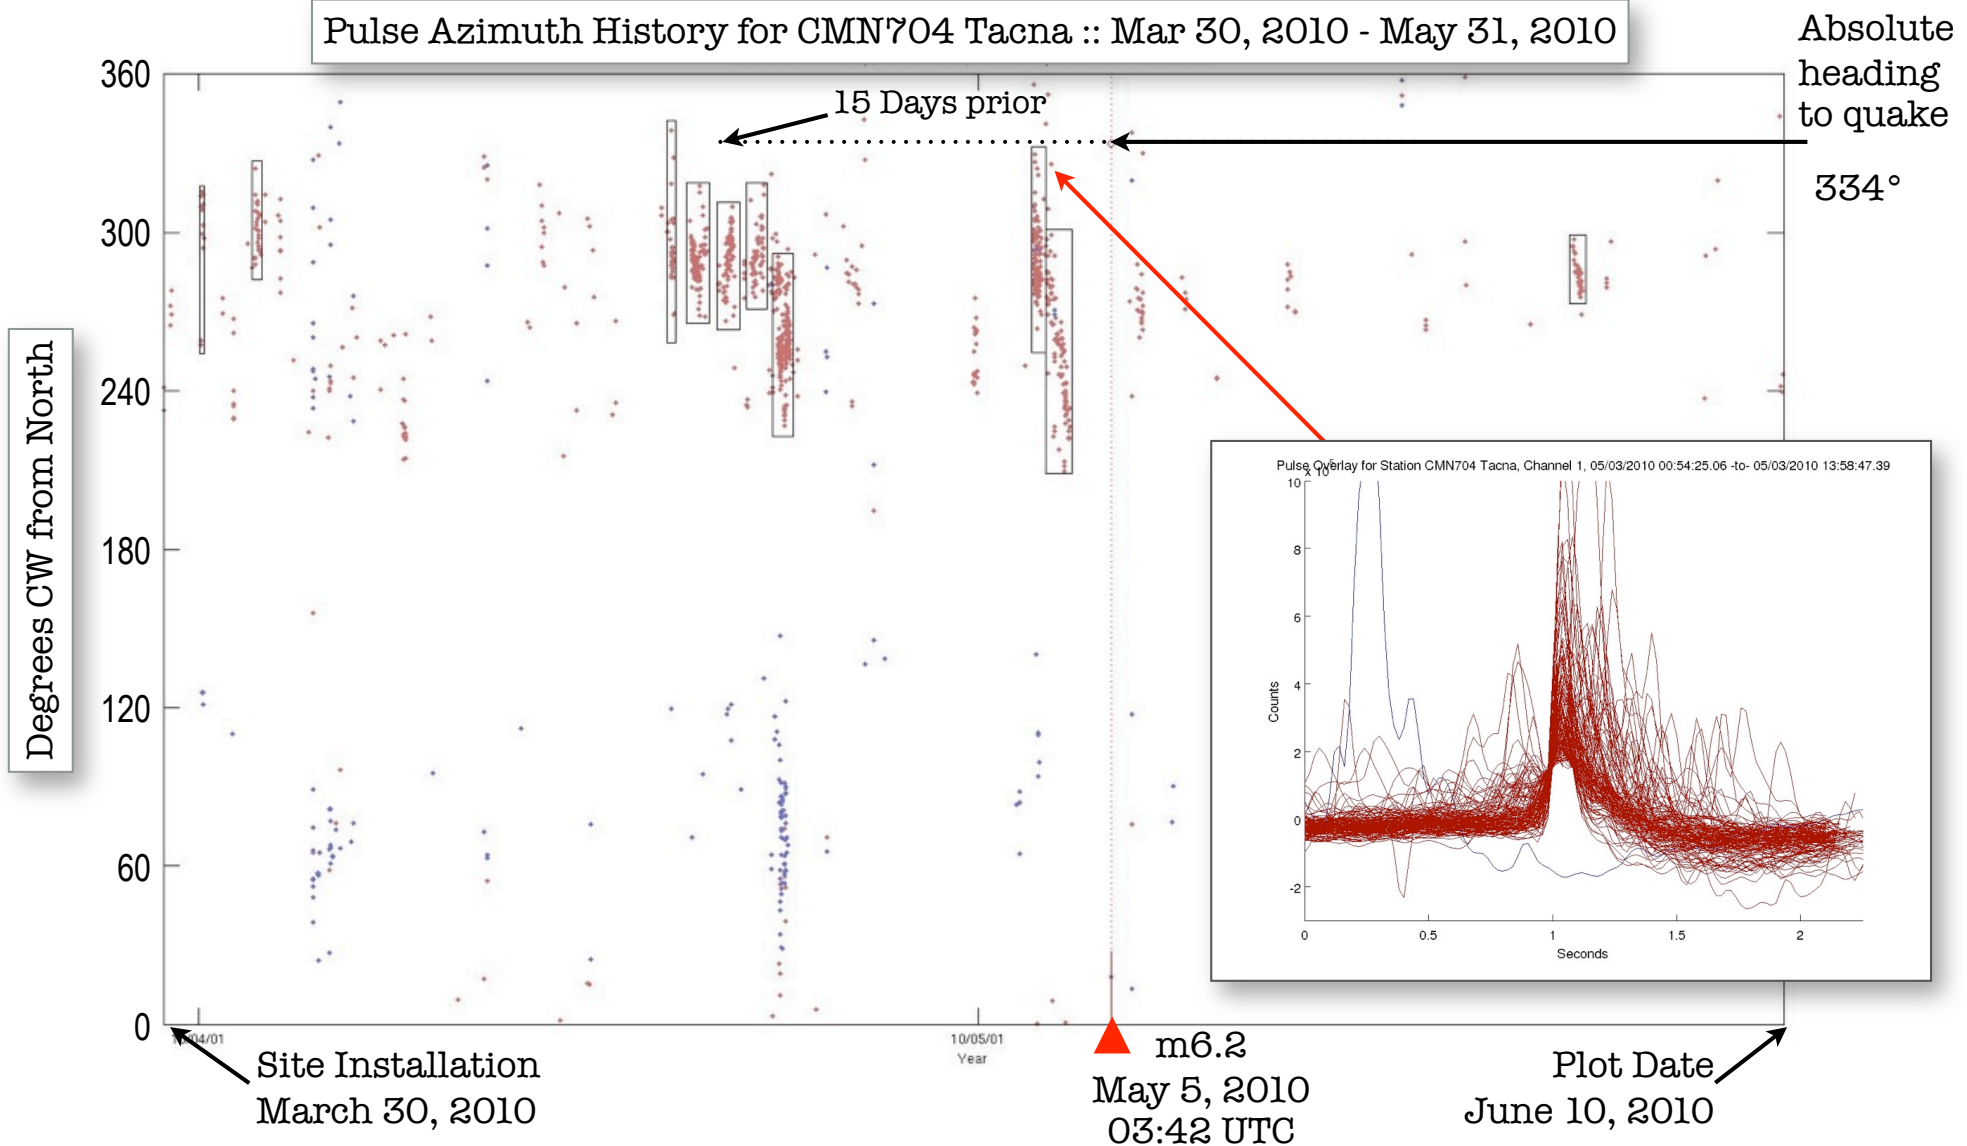 Pulse Azimuth History for CMN704 Tacna :: Mar 30, 2010 - May 31, 2010
Absolute
heading
to quake
334°
15 Days prior
Degrees CW from North
360
300
240
180
120
60
0
10/05/01
Year
Pulse Overlay for Station CMN704 Tacna, Channel 1, 05/03/2010 00:54:25.06 -to- 05/03/2010 13:58:47.39
x 10
10
8
6
4
2
0
-2
Counts
0
0.5
1
1.5
2
Seconds
Site Installation
March 30, 2010
m6.2
May 5, 2010
03:42 UTC
Plot Date
June 10, 2010